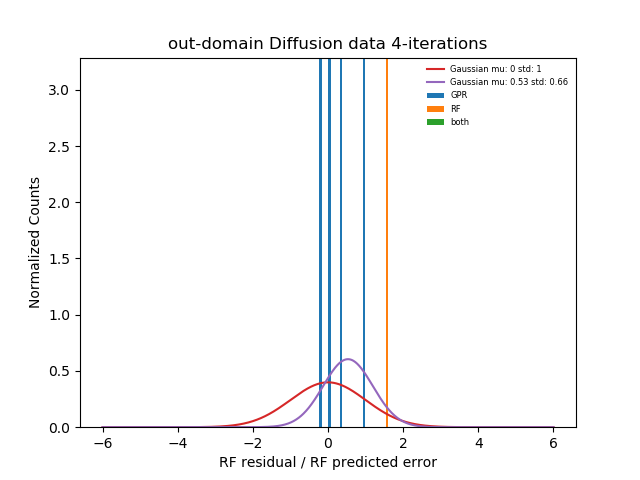 out-domain Diffusion data 4-iterations
Gaussian mu: 0 std: 1
Gaussian mu: 0.53 std: 0.66
GPR
RF
both
Normalized Counts
3.0
2.5
2.0
1.5
1.0
0.5
0.0
−6 −4 −2 0 2 4 6
RF residual / RF predicted error